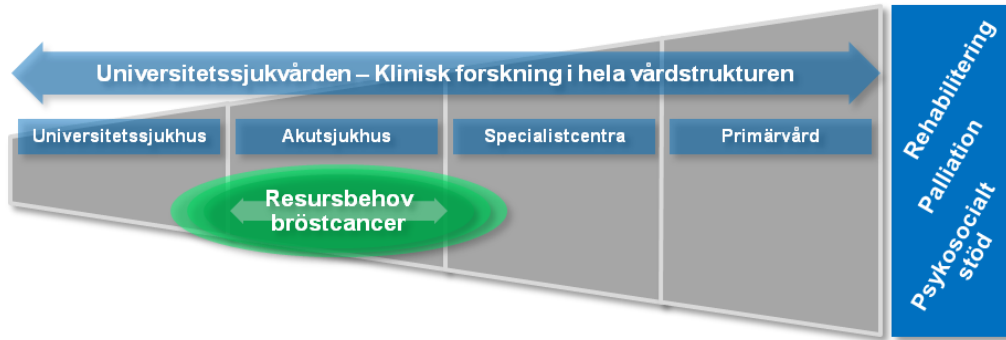 Universitetssjukvården – Klinisk forskning i hela vårdstrukturen
Universitetssjukhus
Akutsjukhus
Specialistcentra
Primärvård
Resursbehov
bröstcancer
Rehabilitering
Palliation
Psykosocialt
stöd